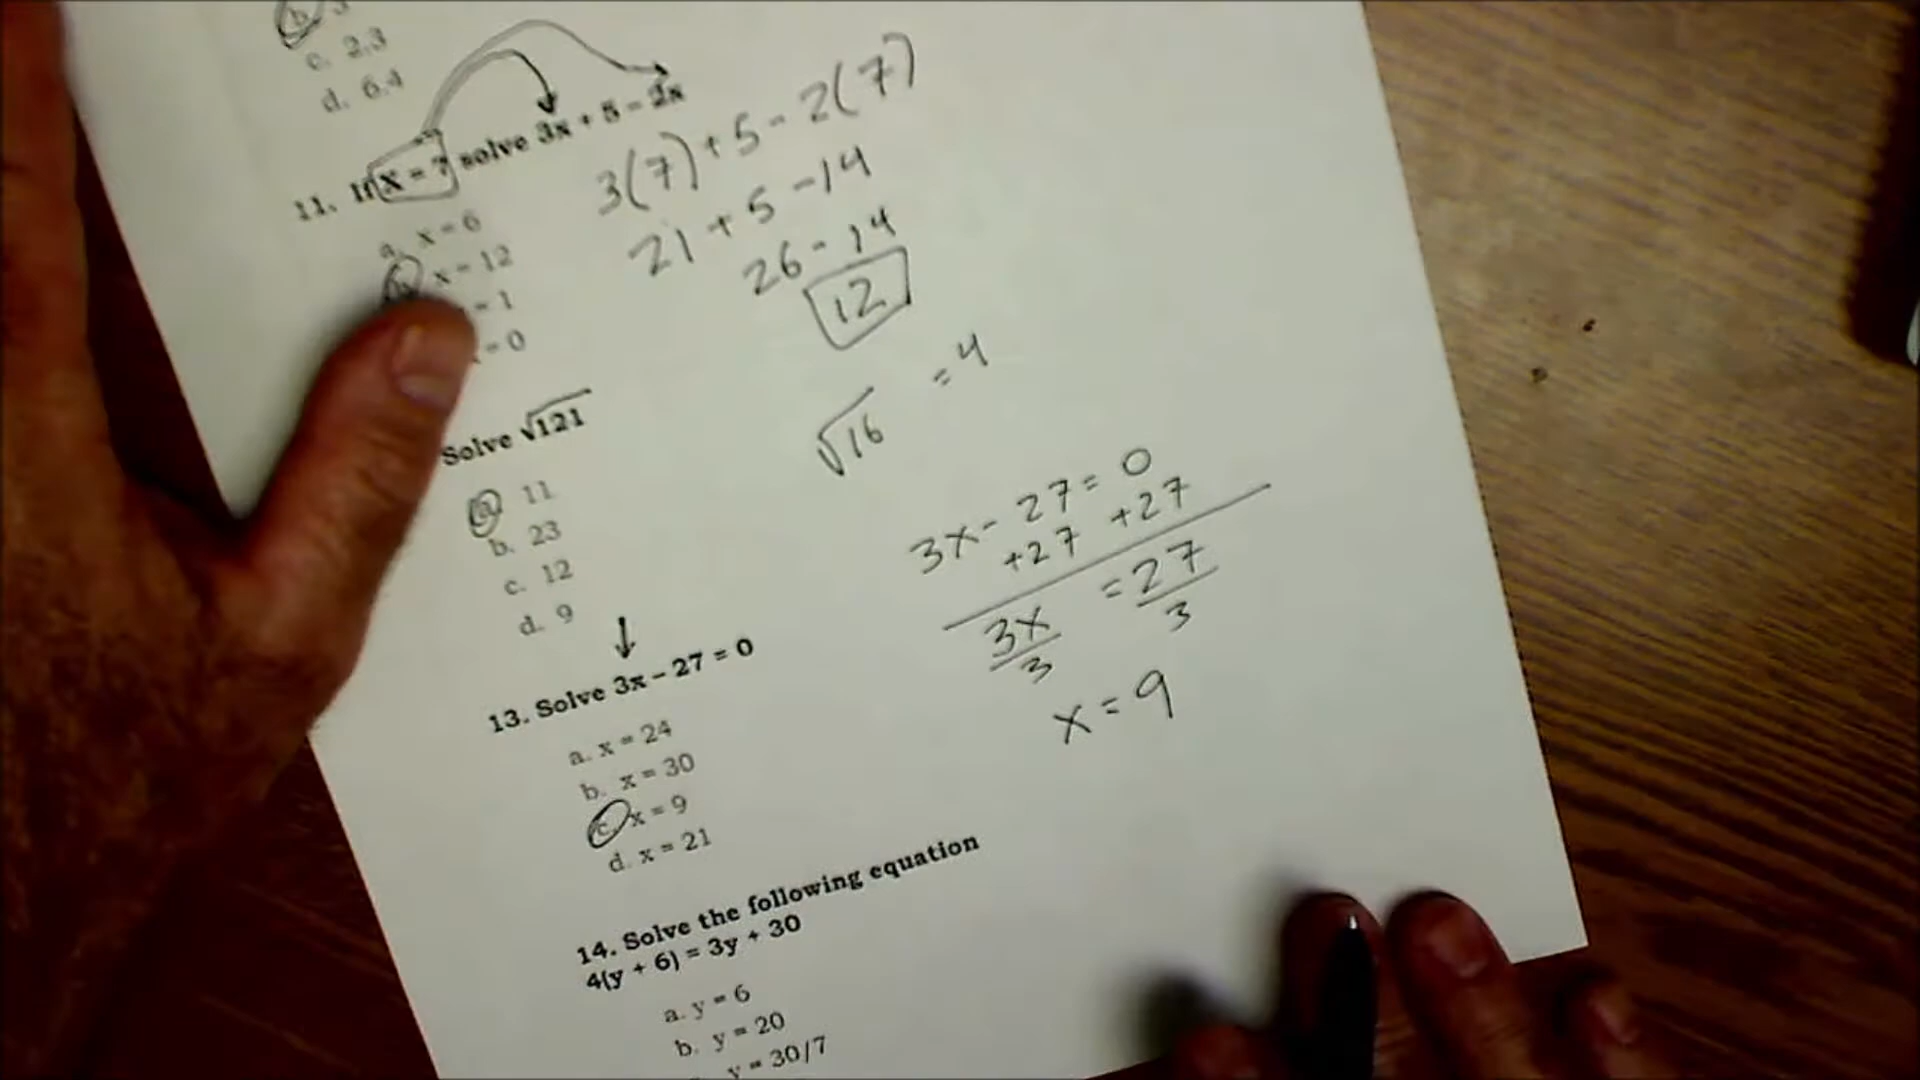 b. 3
c. 2.3
d. 6.4
11. If x = 7 solve 3x + 5 - 2x
a. x = 6
x = 12
= 1
= 0
3(7) + 5 - 2(7)
21 + 5 - 14
26 - 14
12
√16 = 4
Solve √121
a. 11
b. 23
c. 12
d. 9
13. Solve 3x – 27 = 0
a. x = 24
b. x = 30
c. x = 9
d. x = 21
3x - 27 = 0
+27 +27
3x = 27
3 3
x = 9
14. Solve the following equation
4(y + 6) = 3y + 30
a. y = 6
b. y = 20
y = 30/7